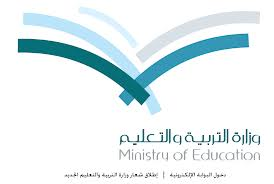 وزارة التربية والتعليم
Ministry of Education
دخول البوابة الإلكترونية | إطلاق شعار وزارة التربية والتعليم الجديد